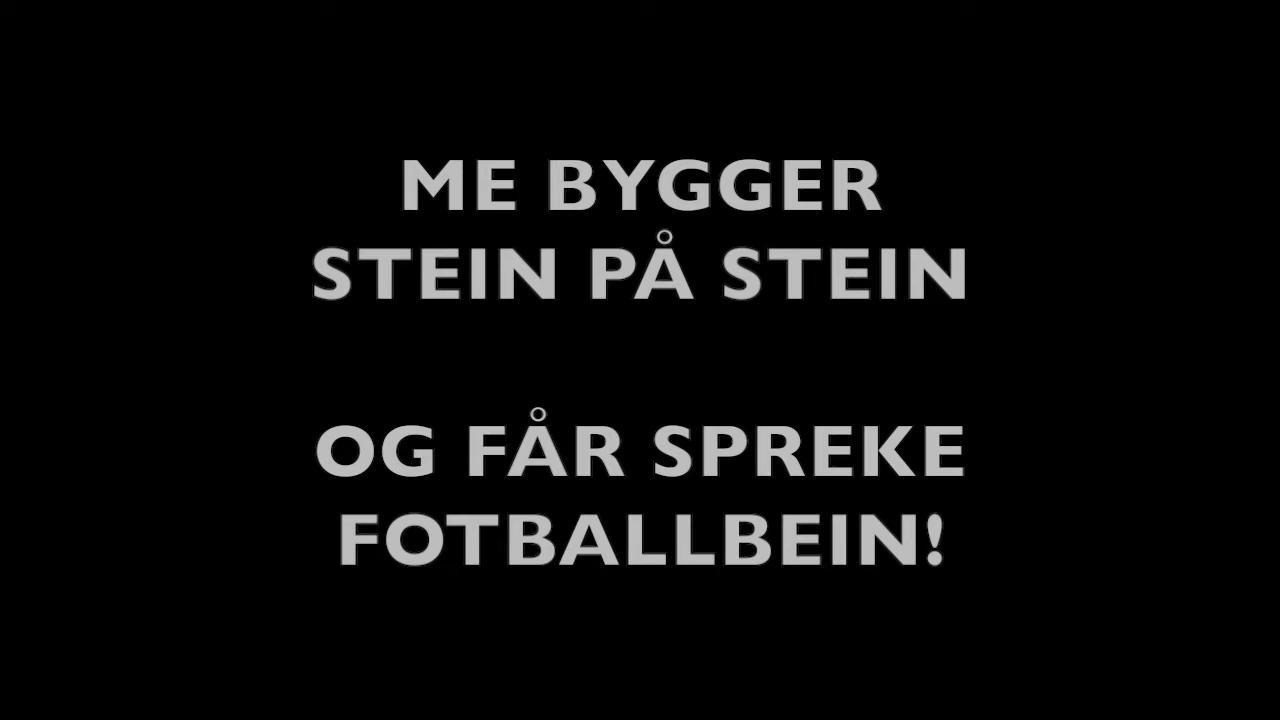 ME BYGGER
STEIN PÅ STEIN
OG FÅR SPREKE
FOTBALLBEIN!